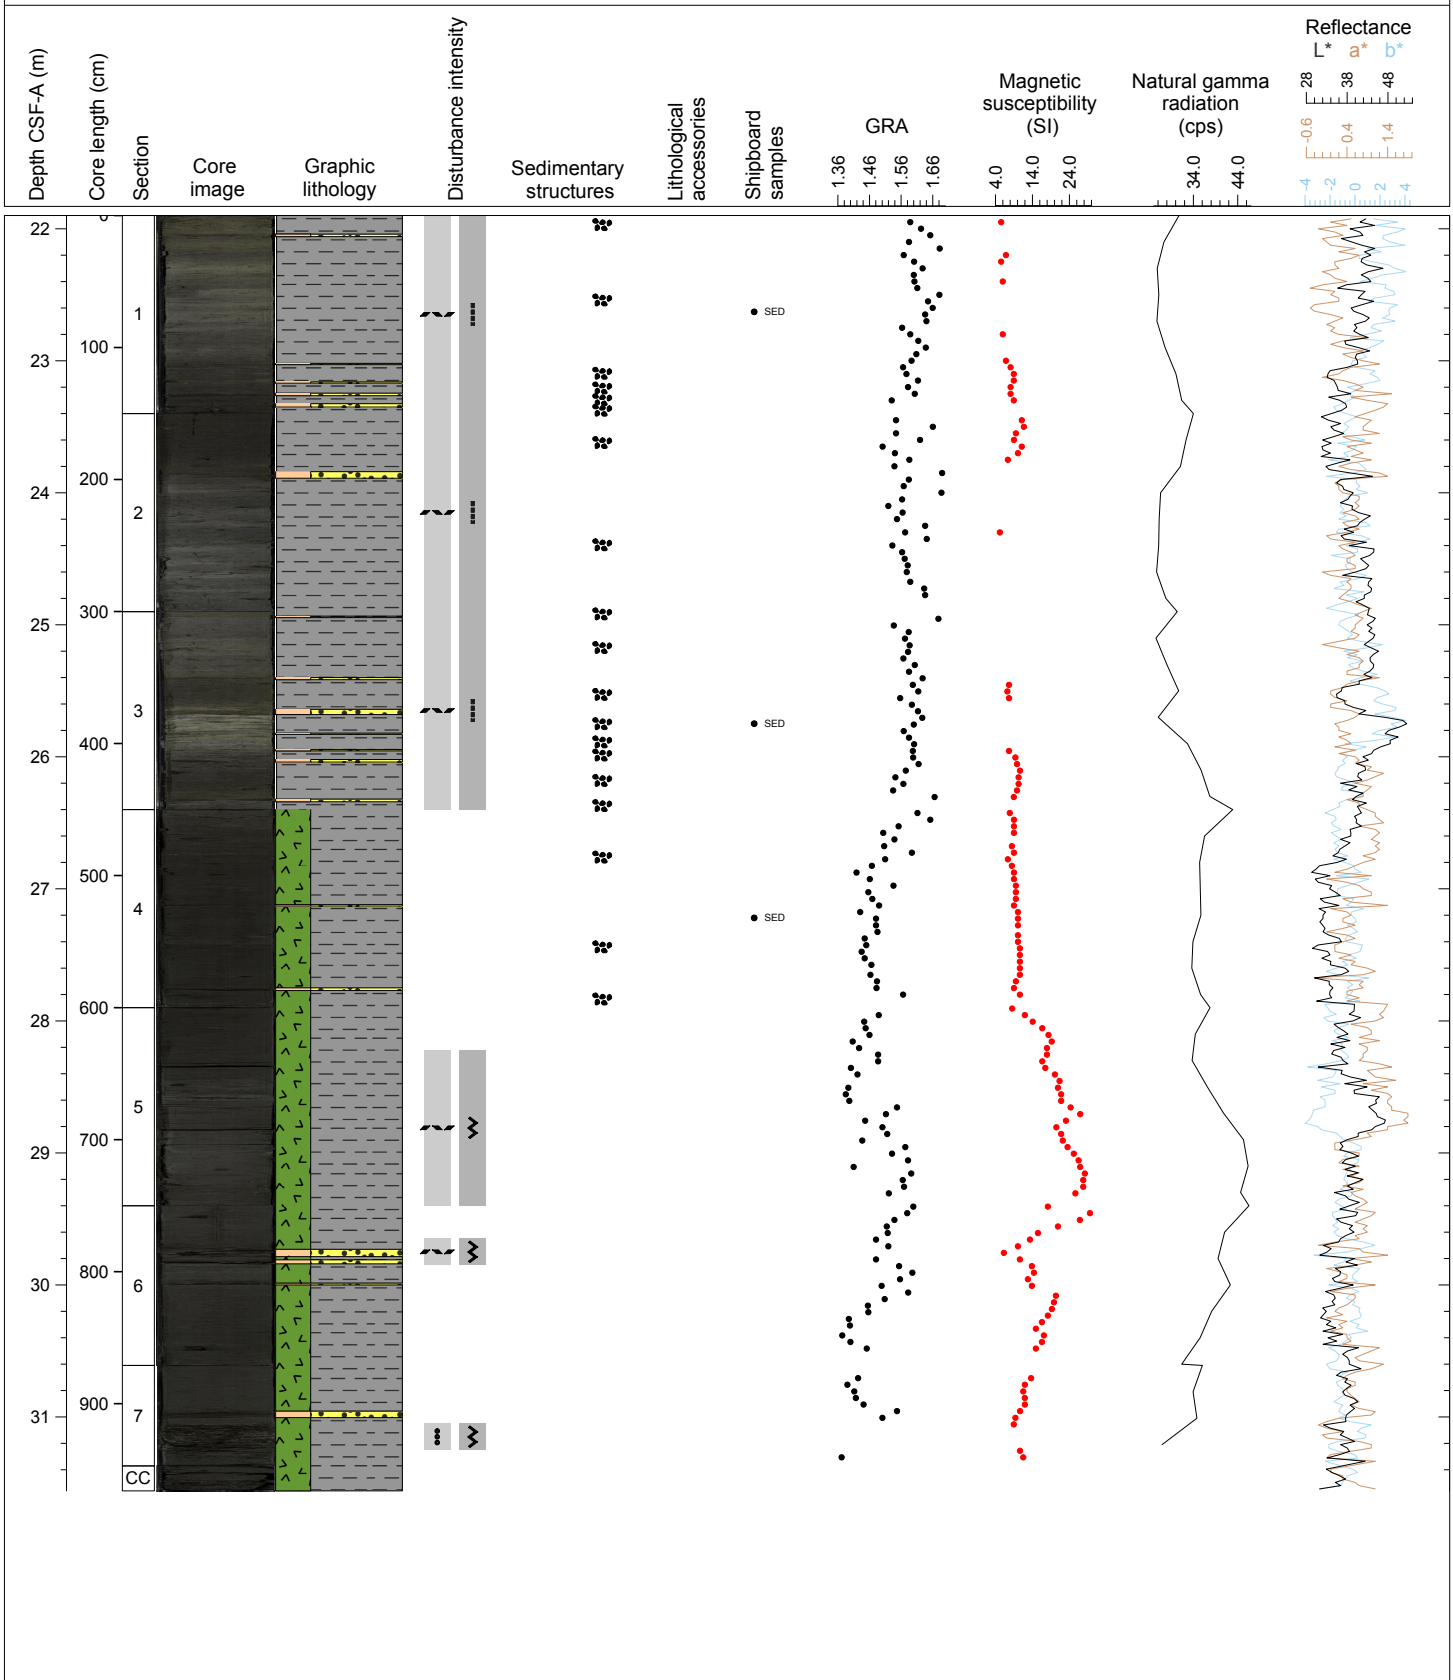 Depth CSF-A (m)
Core length (cm)
Section
Core
image
Graphic
lithology
Disturbance intensity
Sedimentary
structures
Lithological
accessories
Shipboard
samples
GRA
1.36 1.46 1.56 1.66
Magnetic
susceptibility
(SI)
4.0 14.0 24.0
Natural gamma
radiation
(cps)
34.0 44.0
Reflectance
L* a* b*
28 38 48
-0.6 0.4 1.4
-4 -2 0 2 4
22
23
24
25
26
27
28
29
30
31
0
100
200
300
400
500
600
700
800
900
1
2
3
4
5
6
7
CC
SED
SED
SED